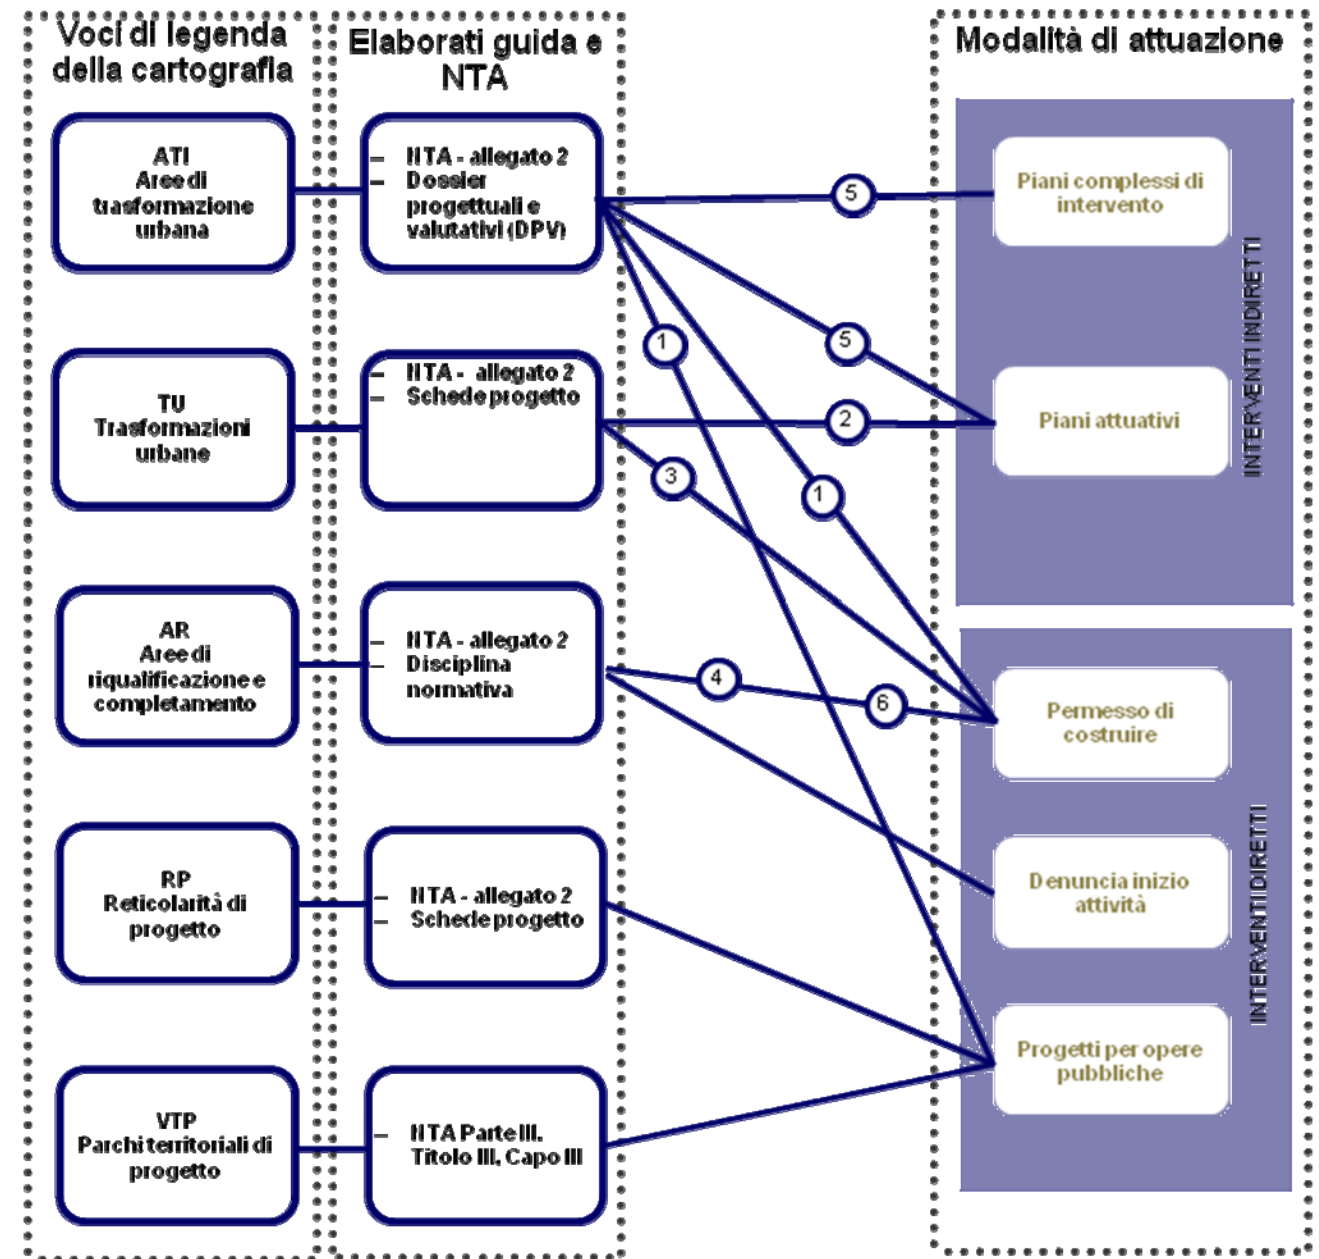 Voci di legenda
della cartografia
Elaborati guida e
NTA
Modalità di attuazione
ATI
Aree di
trasformazione
urbana
– NTA - allegato 2
– Dossier
progettuali e
valutativi (DPV)
TU
Trasformazioni
urbane
– NTA - allegato 2
– Schede progetto
AR
Aree di
riqualificazione e
completamento
– NTA - allegato 2
– Disciplina
normativa
RP
Reticolarità di
progetto
– NTA - allegato 2
– Schede progetto
VTP
Parchi territoriali di
progetto
– NTA Parte III,
Titolo III, Capo III
5
1
5
2
3
1
4
6
Piani complessi di
intervento
Piani attuativi
INTERVENTI INDIRETTI
Permesso di
costruire
Denuncia inizio
attività
Progetti per opere
pubbliche
INTERVENTI DIRETTI